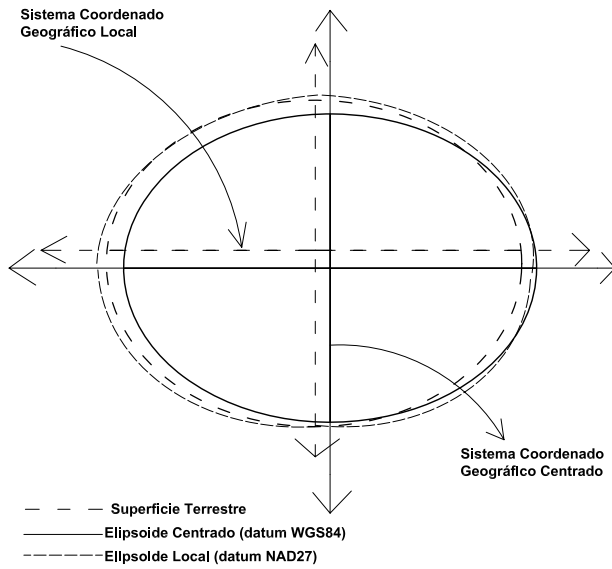 Sistema Coordenado
Geográfico Local
Sistema Coordenado
Geográfico Centrado
Superficie Terrestre
Elipsoide Centrado (datum WGS84)
Elipsoide Local (datum NAD27)